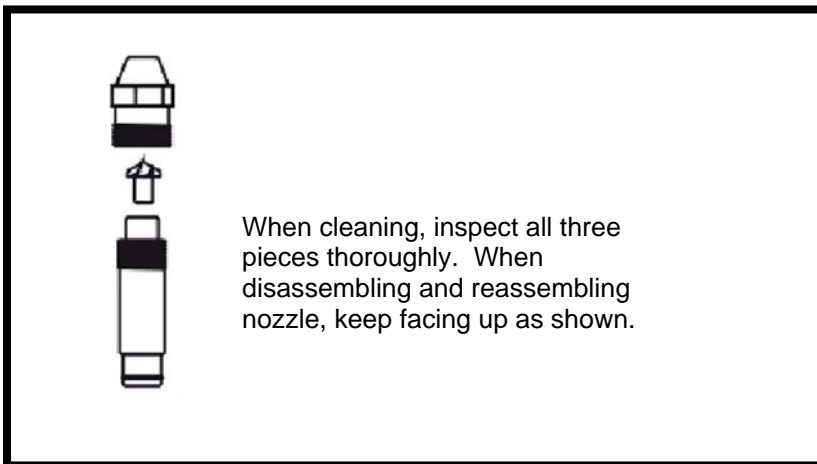 When cleaning, inspect all three
pieces thoroughly.  When
disassembling and reassembling
nozzle, keep facing up as shown.